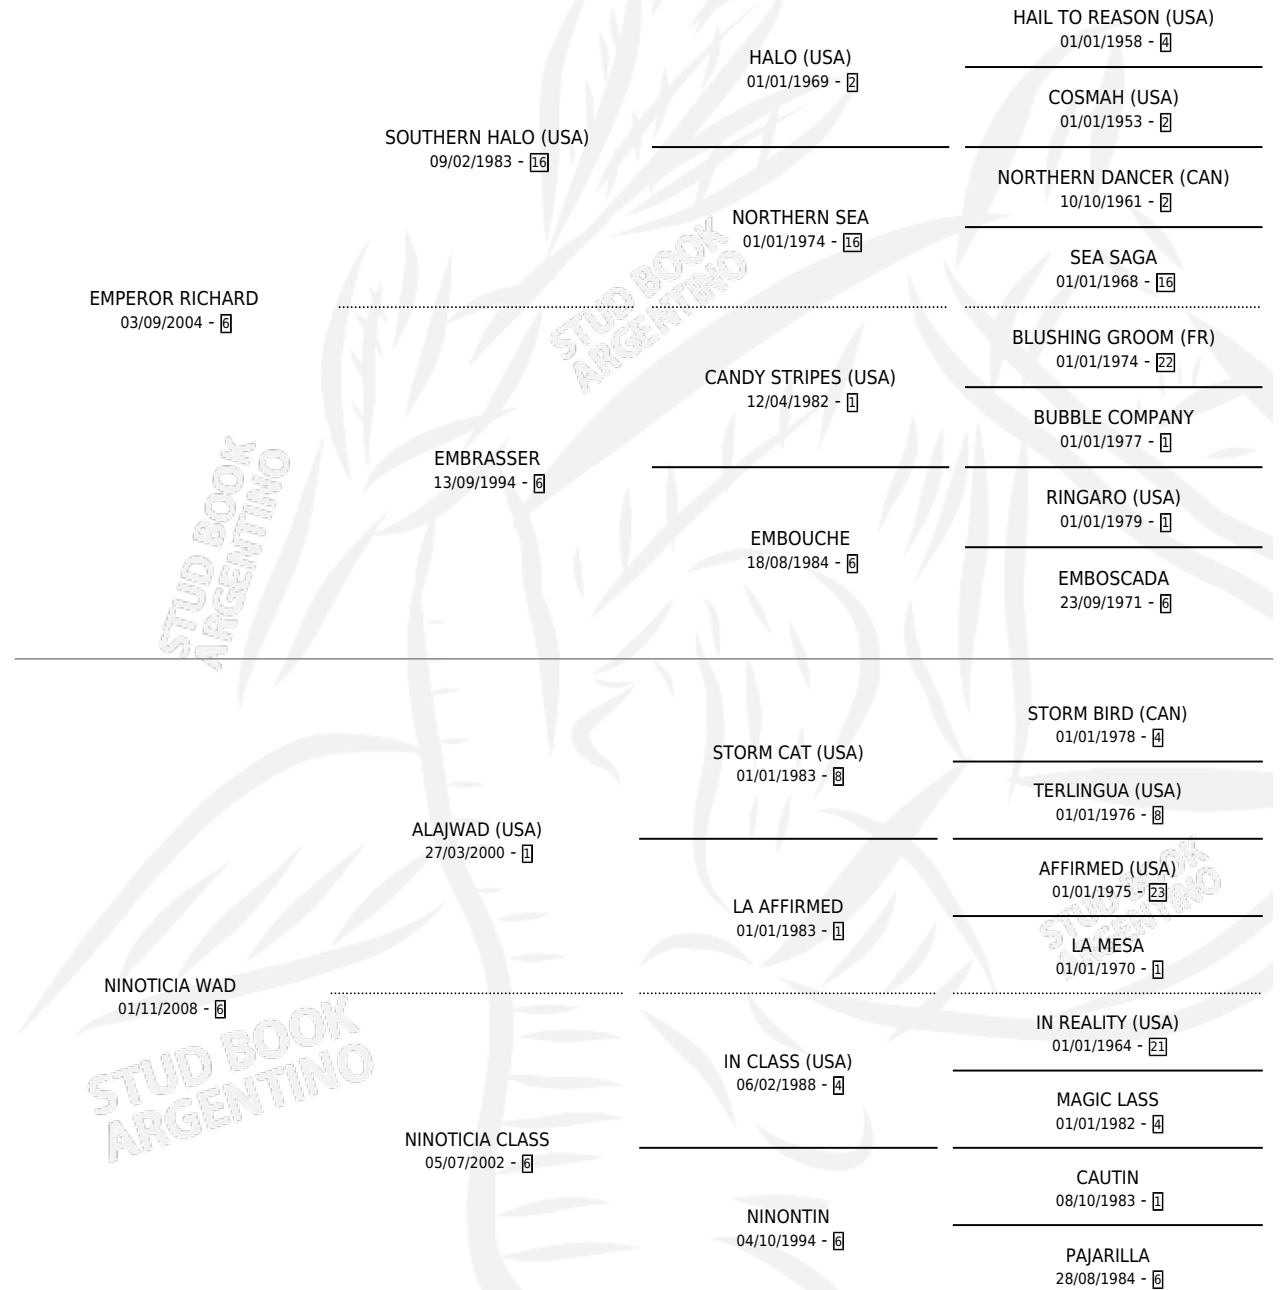 HAIL TO REASON (USA)
01/01/1958 - 4
HALO (USA)
01/01/1969 - 2
COSMAH (USA)
01/01/1953 - 2
SOUTHERN HALO (USA)
09/02/1983 - 16
NORTHERN DANCER (CAN)
10/10/1961 - 2
NORTHERN SEA
01/01/1974 - 16
SEA SAGA
01/01/1968 - 16
EMPEROR RICHARD
03/09/2004 - 6
BLUSHING GROOM (FR)
01/01/1974 - 22
CANDY STRIPES (USA)
12/04/1982 - 1
BUBBLE COMPANY
01/01/1977 - 1
EMBRASSER
13/09/1994 - 6
RINGARO (USA)
01/01/1979 - 1
EMBOUCHE
18/08/1984 - 6
EMBOSCADA
23/09/1971 - 6
STUD BOOK
ARGENTINO
STUD BOOK
ARGENTINO
STORM BIRD (CAN)
01/01/1978 - 4
STORM CAT (USA)
01/01/1983 - 8
TERLINGUA (USA)
01/01/1976 - 8
ALAJWAD (USA)
27/03/2000 - 1
AFFIRMED (USA)
01/01/1975 - 23
LA AFFIRMED
01/01/1983 - 1
LA MESA
01/01/1970 - 1
NINOTICIA WAD
01/11/2008 - 6
IN REALITY (USA)
01/01/1964 - 21
IN CLASS (USA)
06/02/1988 - 4
MAGIC LASS
01/01/1982 - 4
NINOTICIA CLASS
05/07/2002 - 6
CAUTIN
08/10/1983 - 1
NINONTIN
04/10/1994 - 6
PAJARILLA
28/08/1984 - 6
STUD BOOK
ARGENTINO
STUD BOOK
ARGENTINO